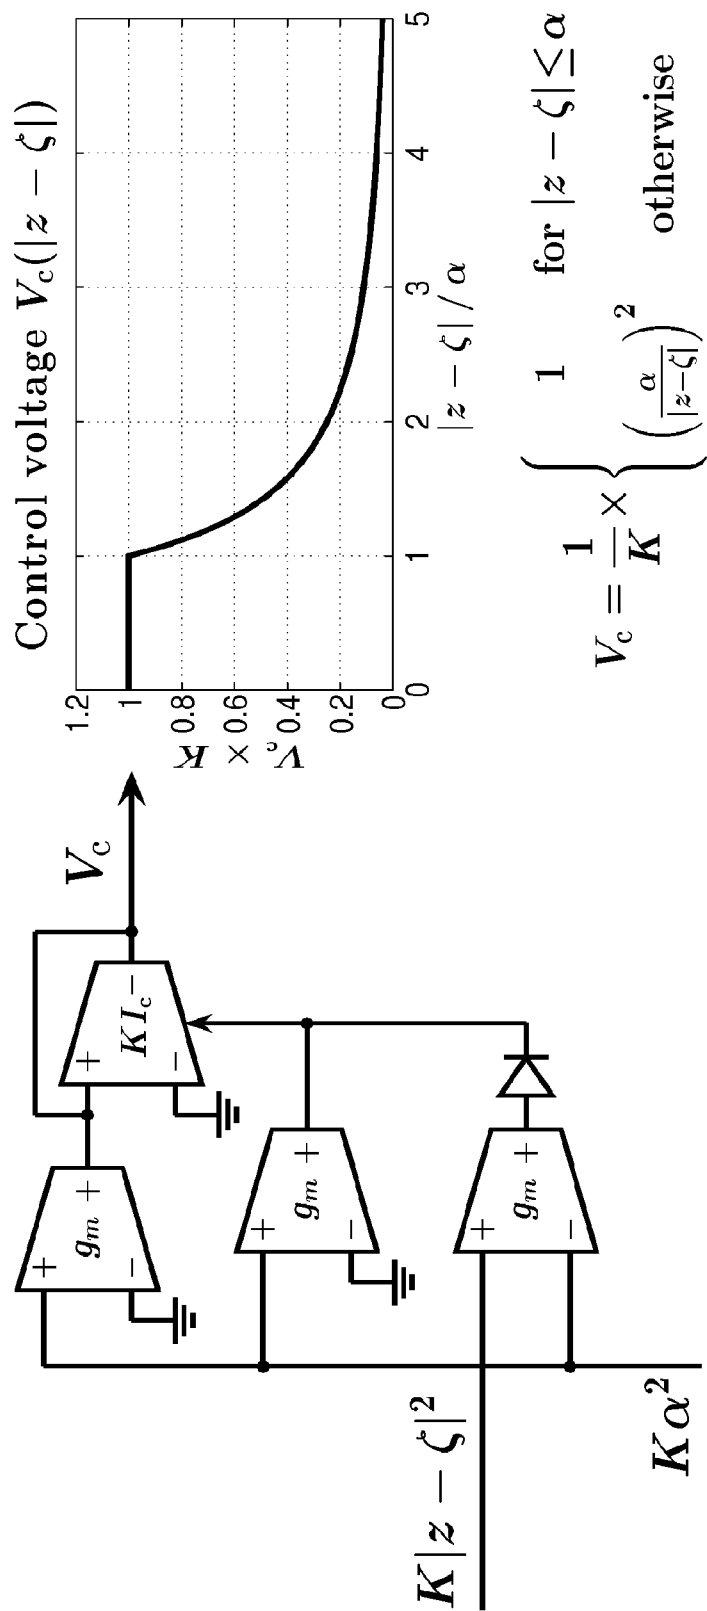 Control voltage V_c(|z − ζ|)
1.2
1
0.8
0.6
0.4
0.2
0
V_c × K
0 1 2 3 4 5
|z − ζ| / α
V_c = 1/K × { 1 for |z − ζ| ≤ α
(α/|z−ζ|)^2 otherwise
V_c
+ g_m + −
+ K I_c − −
+ g_m + −
+ g_m + −
K|z − ζ|^2
Kα^2